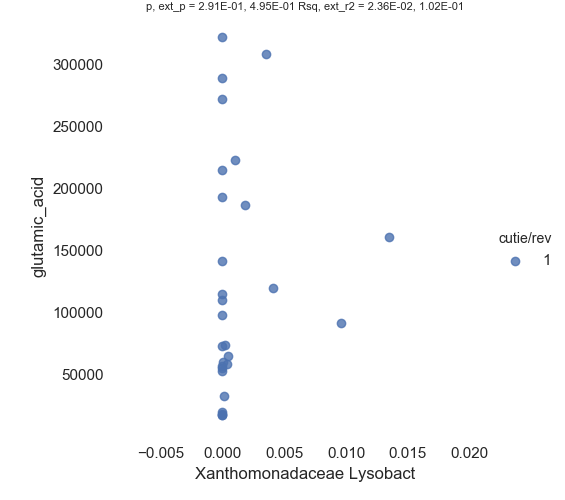 p, ext_p = 2.91E-01, 4.95E-01 Rsq, ext_r2 = 2.36E-02, 1.02E-01
300000
250000
200000
150000
100000
50000
glutamic_acid
cutie/rev
1
−0.005 0.000 0.005 0.010 0.015 0.020
Xanthomonadaceae Lysobact